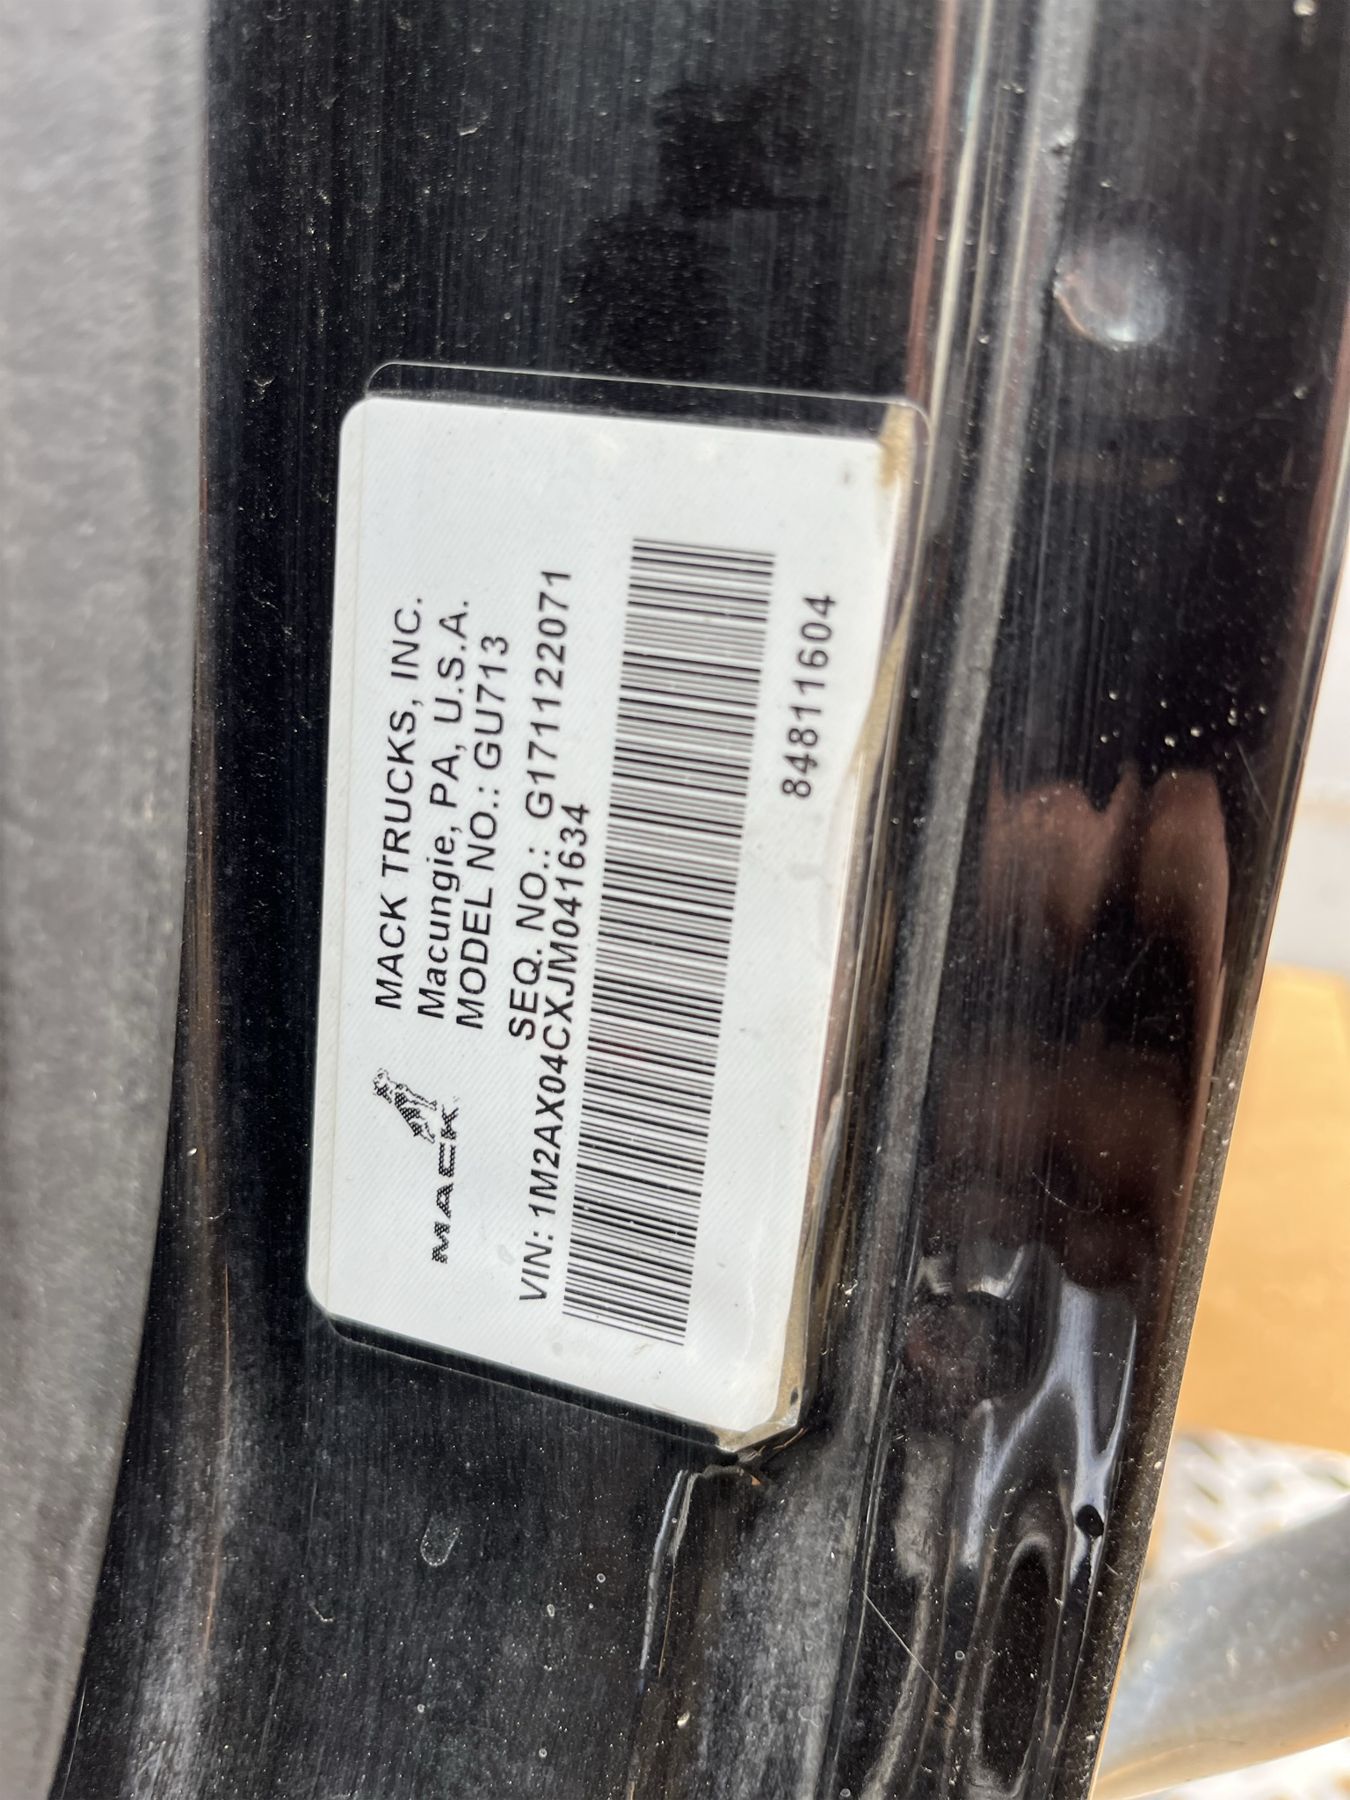 MACK
MACK TRUCKS, INC.
Macungie, PA, U.S.A.
MODEL NO.: GU713
SEQ. NO.: G171122071
VIN: 1M2AX04CXJM041634
84811604